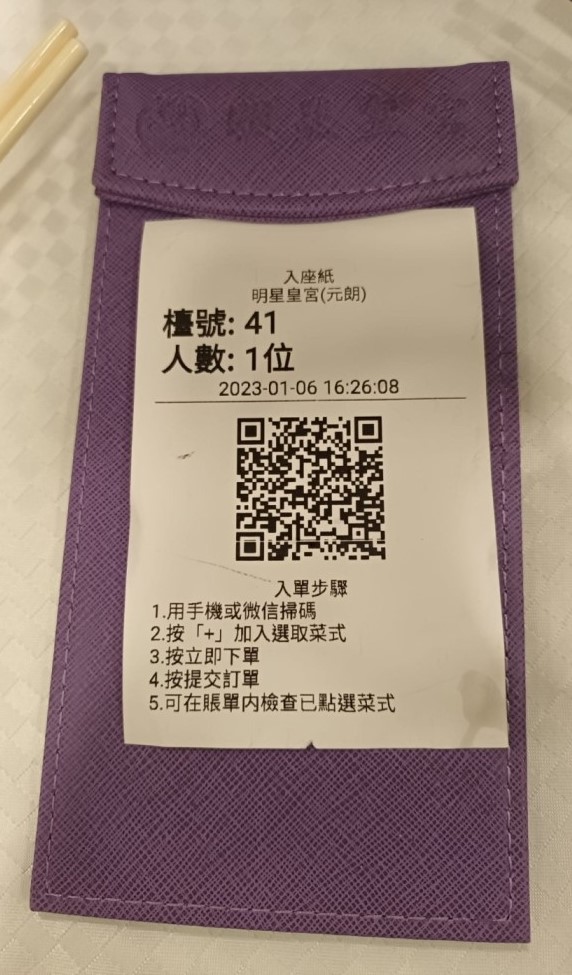 入座紙
明星皇宮(元朗)
檯號: 41
人數: 1位
2023-01-06 16:26:08
入單步驟
1.用手機或微信掃碼
2.按「+」加入選取菜式
3.按立即下單
4.按提交訂單
5.可在賬單内檢查已點選菜式